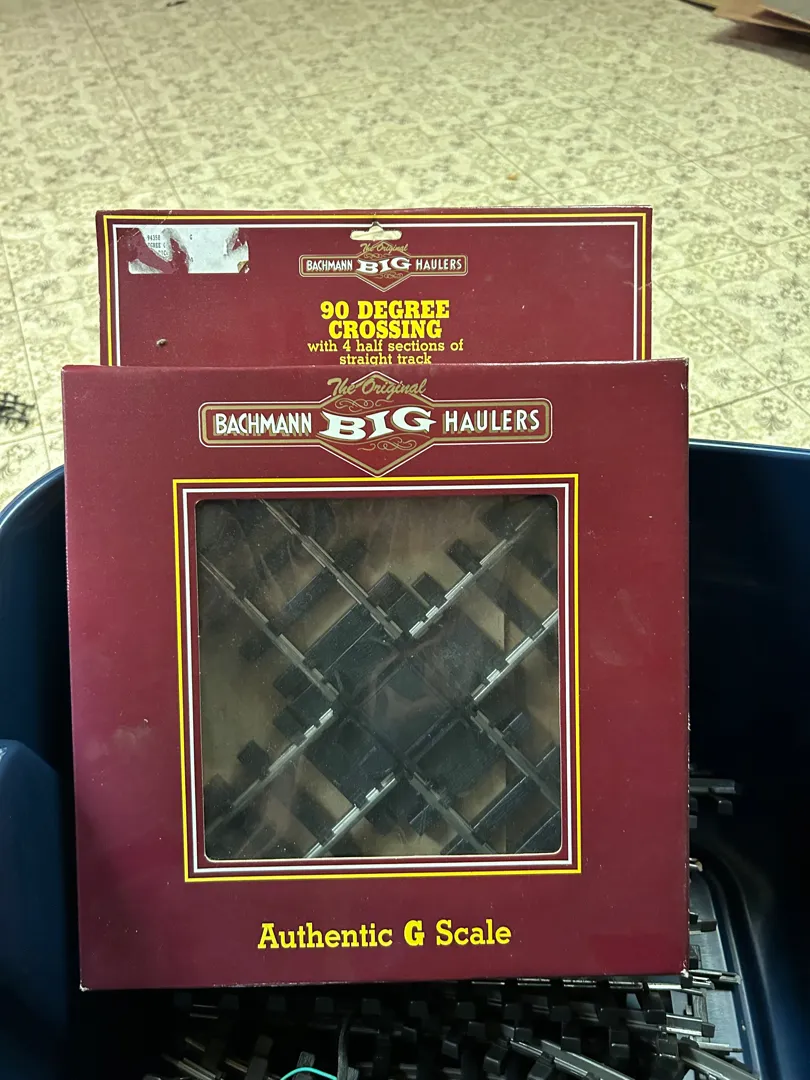 The Original
BACHMANN BIG HAULERS
90 DEGREE
CROSSING
with 4 half sections of
straight track
The Original
BACHMANN BIG HAULERS
Authentic G Scale